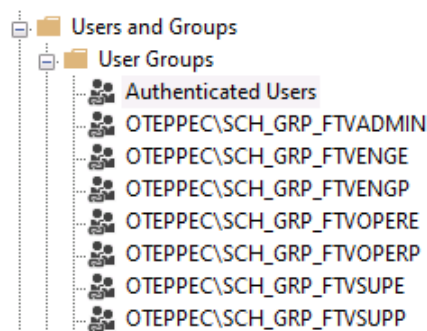 Users and Groups
User Groups
Authenticated Users
OTEPPEC\SCH_GRP_FTVADMIN
OTEPPEC\SCH_GRP_FTVENGE
OTEPPEC\SCH_GRP_FTVENGP
OTEPPEC\SCH_GRP_FTVOPERE
OTEPPEC\SCH_GRP_FTVOPERP
OTEPPEC\SCH_GRP_FTVSUPE
OTEPPEC\SCH_GRP_FTVSUPP